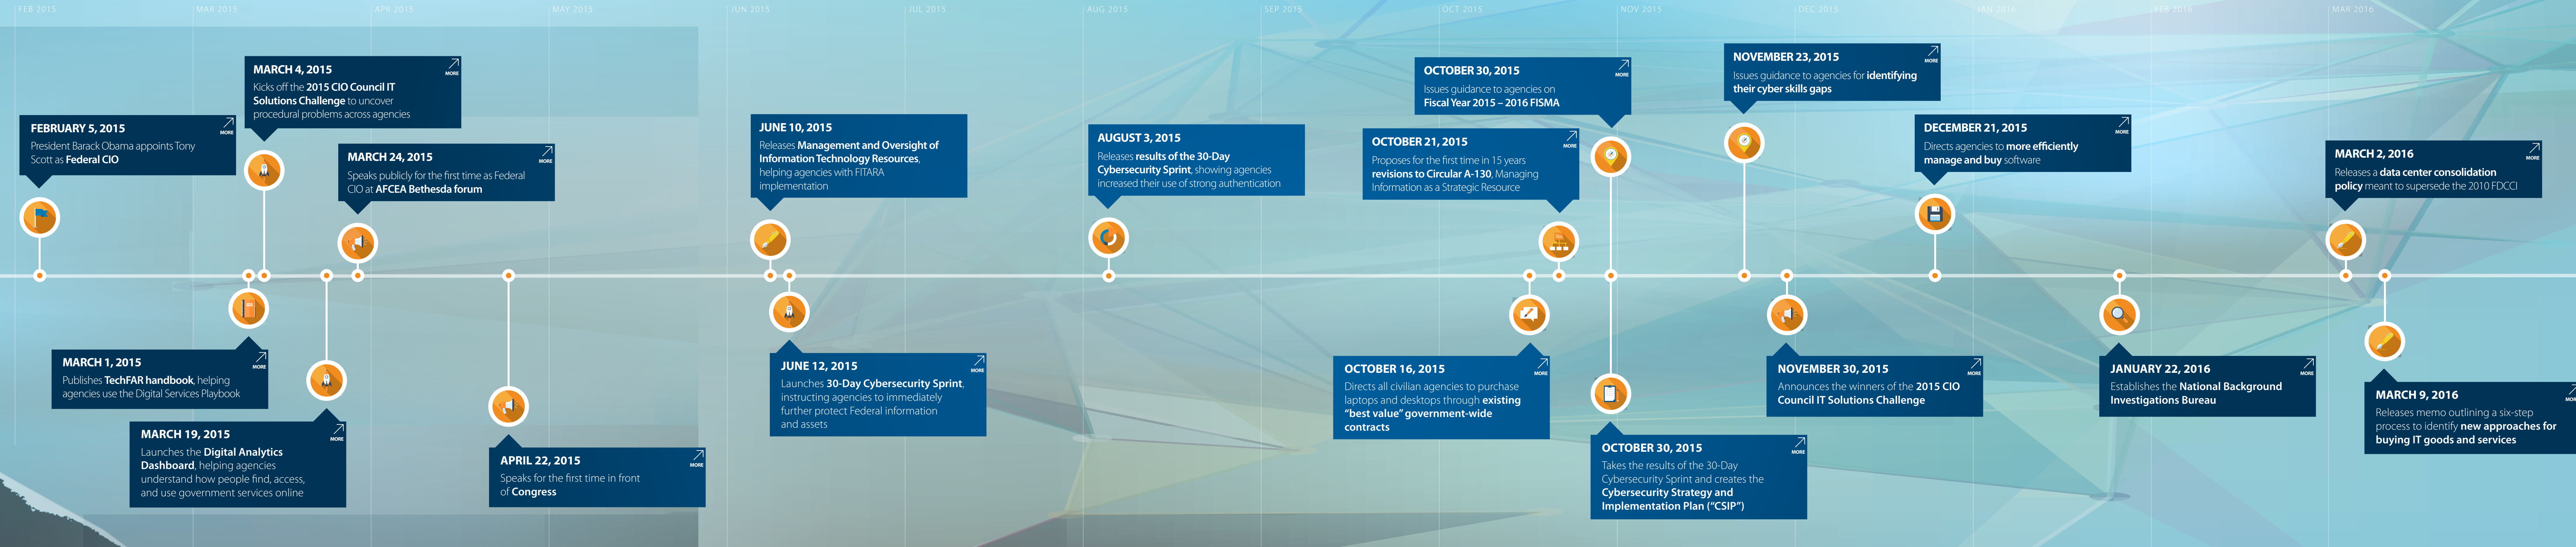 FEB 2015
MAR 2015
APR 2015
MAY 2015
JUN 2015
JUL 2015
AUG 2015
SEP 2015
OCT 2015
NOV 2015
DEC 2015
JAN 2016
FEB 2016
MAR 2016
FEBRUARY 5, 2015
MORE
President Barack Obama appoints Tony
Scott as Federal CIO
MARCH 1, 2015
MORE
Publishes TechFAR handbook, helping
agencies use the Digital Services Playbook
MARCH 4, 2015
MORE
Kicks off the 2015 CIO Council IT
Solutions Challenge to uncover
procedural problems across agencies
MARCH 19, 2015
MORE
Launches the Digital Analytics
Dashboard, helping agencies
understand how people find, access,
and use government services online
MARCH 24, 2015
MORE
Speaks publicly for the first time as Federal
CIO at AFCEA Bethesda forum
APRIL 22, 2015
MORE
Speaks for the first time in front
of Congress
JUNE 10, 2015
Releases Management and Oversight of
Information Technology Resources,
helping agencies with FITARA
implementation
JUNE 12, 2015
MORE
Launches 30-Day Cybersecurity Sprint,
instructing agencies to immediately
further protect Federal information
and assets
AUGUST 3, 2015
Releases results of the 30-Day
Cybersecurity Sprint, showing agencies
increased their use of strong authentication
OCTOBER 16, 2015
MORE
Directs all civilian agencies to purchase
laptops and desktops through existing
“best value” government-wide
contracts
OCTOBER 21, 2015
MORE
Proposes for the first time in 15 years
revisions to Circular A-130, Managing
Information as a Strategic Resource
OCTOBER 30, 2015
MORE
Issues guidance to agencies on
Fiscal Year 2015 – 2016 FISMA
OCTOBER 30, 2015
MORE
Takes the results of the 30-Day
Cybersecurity Sprint and creates the
Cybersecurity Strategy and
Implementation Plan (“CSIP”)
NOVEMBER 23, 2015
MORE
Issues guidance to agencies for identifying
their cyber skills gaps
NOVEMBER 30, 2015
MORE
Announces the winners of the 2015 CIO
Council IT Solutions Challenge
DECEMBER 21, 2015
MORE
Directs agencies to more efficiently
manage and buy software
JANUARY 22, 2016
MORE
Establishes the National Background
Investigations Bureau
MARCH 2, 2016
MORE
Releases a data center consolidation
policy meant to supersede the 2010 FDCCI
MARCH 9, 2016
Releases memo outlining a six-step
process to identify new approaches for
buying IT goods and services